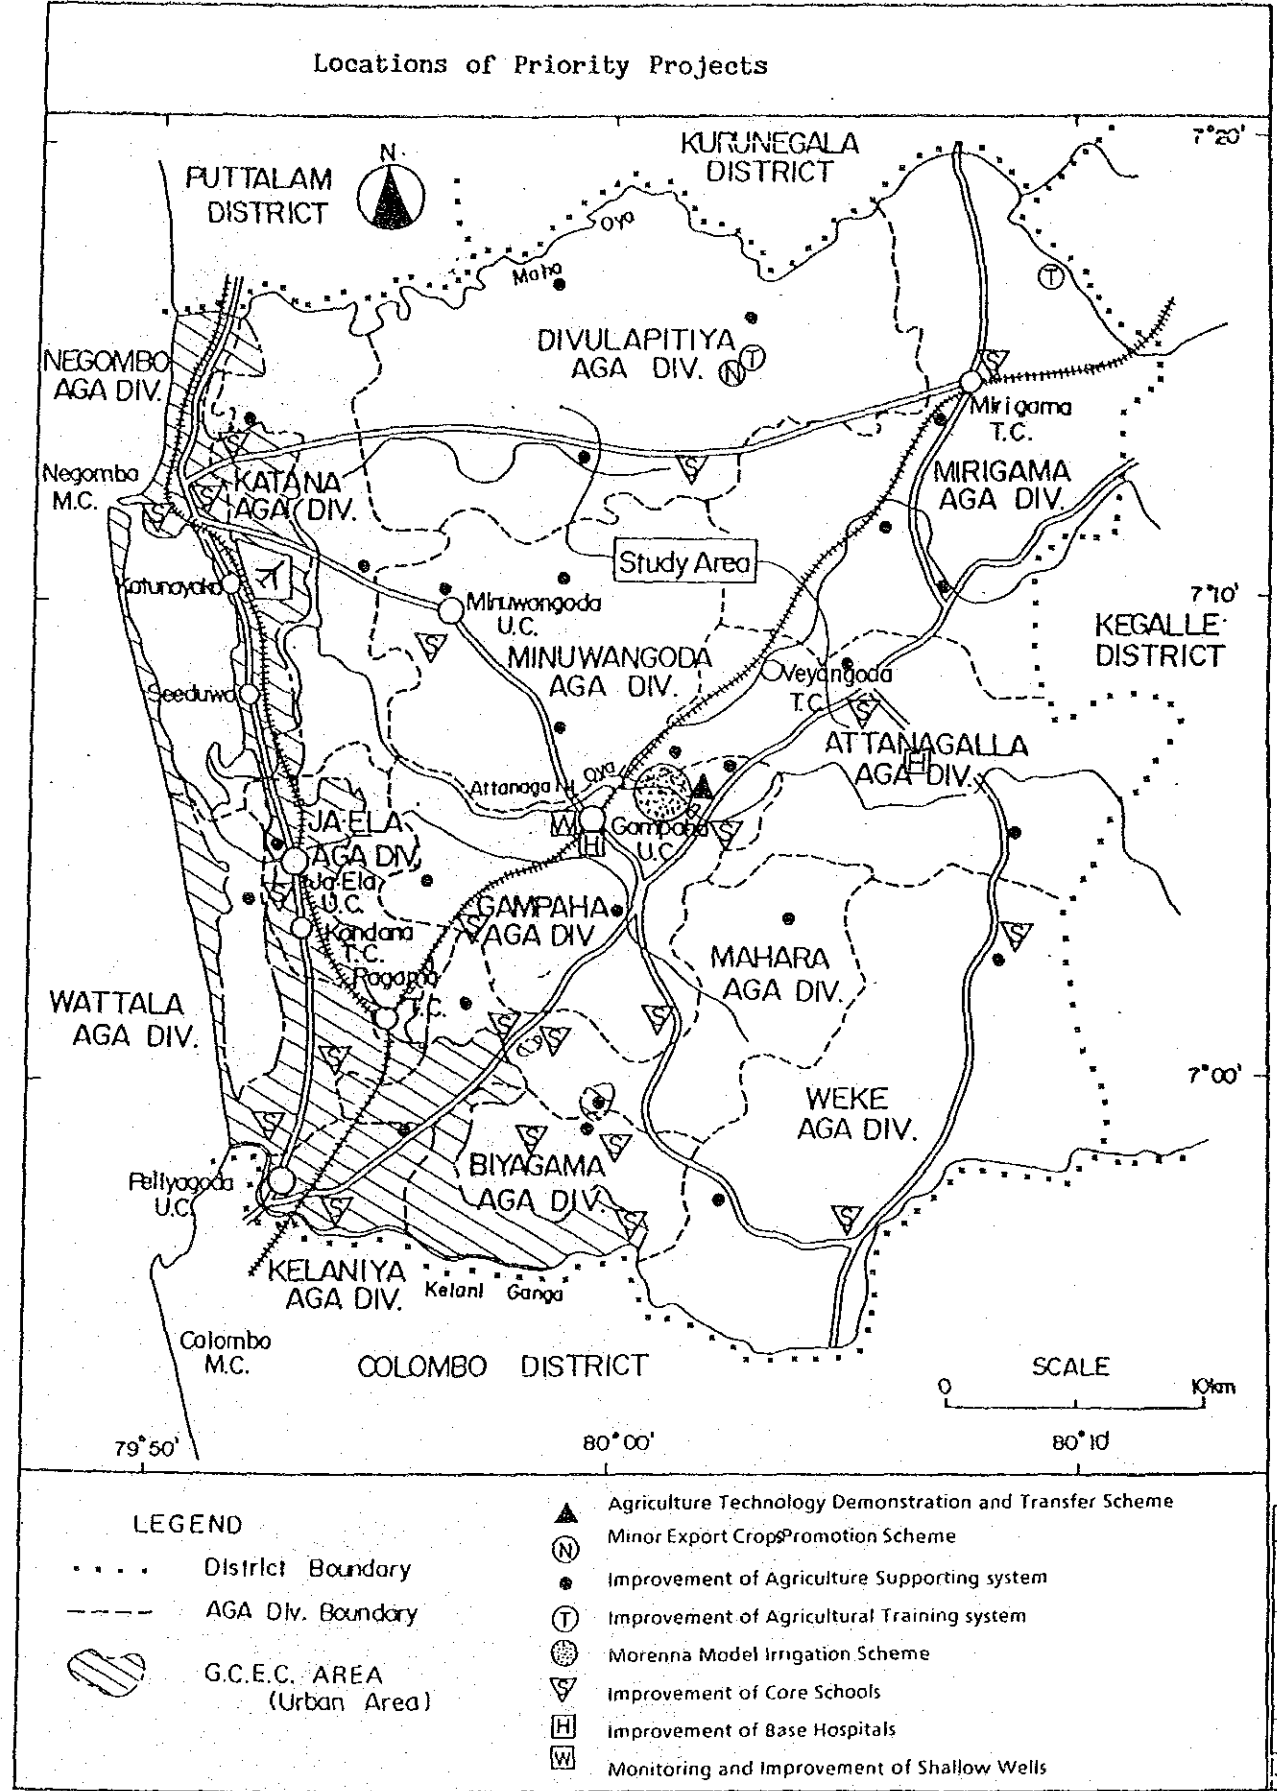 Locations of Priority Projects
KURUNEGALA
DISTRICT
7°20'
N
PUTTALAM
DISTRICT
Oya
Maha
T
DIVULAPITIYA
AGA DIV.
N T
NEGOMBO
AGA DIV.
S
Mirigama
T.C.
S
S
MIRIGAMA
AGA DIV.
Negombo
M.C.
KATANA
AGA DIV.
S
S
Study Area
Katunayaka
7°10'
Minuwangoda
U.C.
S
MINUWANGODA
AGA DIV.
KEGALLE
DISTRICT
Veyangoda
T.C.
Seeduwa
S
ATTANAGALLA
AGA DIV.
H
Attanagalla Oya
JA-ELA
AGA DIV.
W
H
Gampaha
U.C.
S
Ja-Ela
U.C.
S
Kandana
T.C.
GAMPAHA
AGA DIV
S
S
MAHARA
AGA DIV.
Ragama
T.C.
WATTALA
AGA DIV.
S
S
S
S
7°00'
WEKE
AGA DIV.
S
S
S
BIYAGAMA
AGA DIV.
Peliyagoda
U.C.
S
S
S
KELANIYA
AGA DIV.
Kelani Ganga
Colombo
M.C.
COLOMBO DISTRICT
SCALE
0 10km
79°50'
80°00'
80°10'
LEGEND
District Boundary
AGA Div. Boundary
G.C.E.C. AREA
(Urban Area)
Agriculture Technology Demonstration and Transfer Scheme
N Minor Export CropsPromotion Scheme
Improvement of Agriculture Supporting system
T Improvement of Agricultural Training system
Morenna Model Irrigation Scheme
S Improvement of Core Schools
H Improvement of Base Hospitals
W Monitoring and Improvement of Shallow Wells